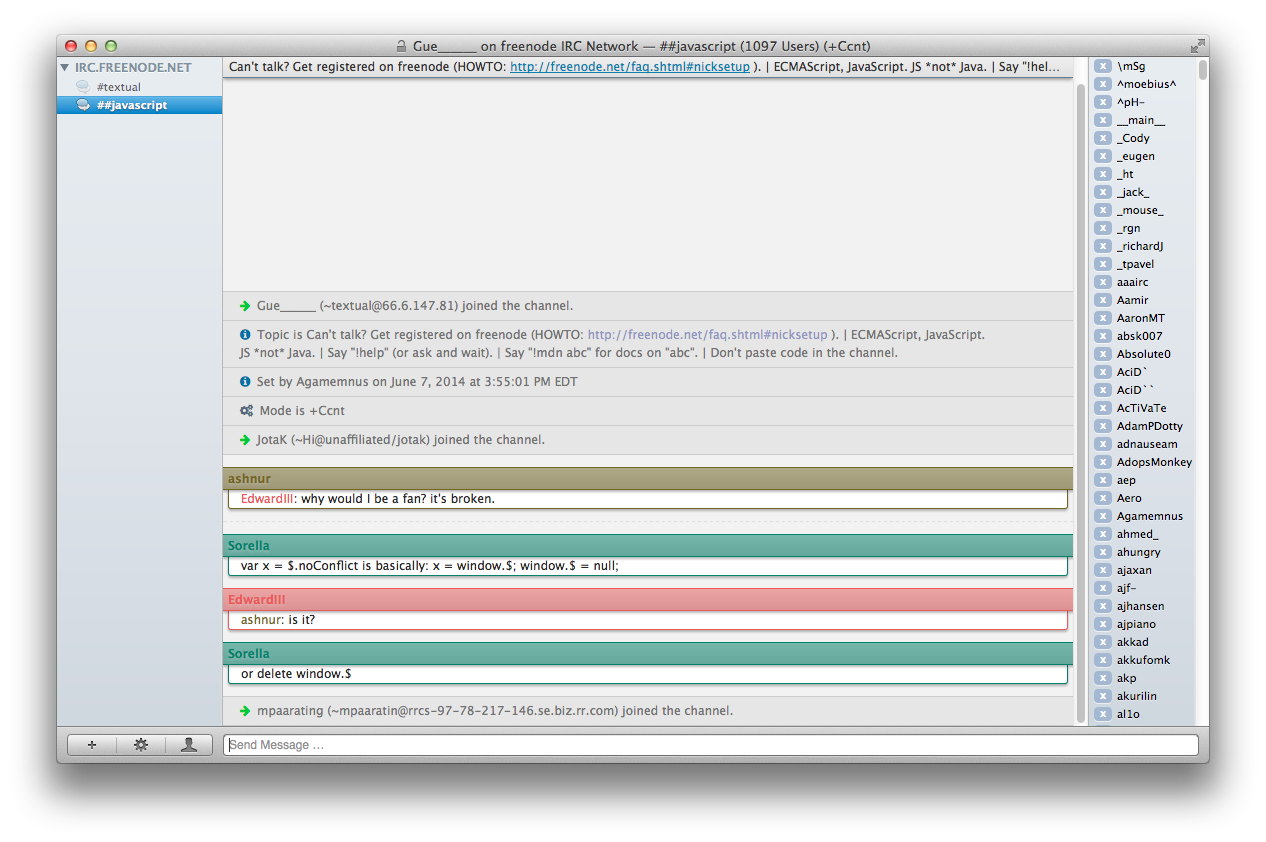 Gue______ on freenode IRC Network — ##javascript (1097 Users) (+Ccnt)
IRC.FREENODE.NET
#textual
##javascript
Can't talk? Get registered on freenode (HOWTO: http://freenode.net/faq.shtml#nicksetup ). | ECMAScript, JavaScript. JS *not* Java. | Say "!hel…
Gue______ (~textual@66.6.147.81) joined the channel.
Topic is Can't talk? Get registered on freenode (HOWTO: http://freenode.net/faq.shtml#nicksetup ). | ECMAScript, JavaScript.
JS *not* Java. | Say "!help" (or ask and wait). | Say "!mdn abc" for docs on "abc". | Don't paste code in the channel.
Set by Agamemnus on June 7, 2014 at 3:55:01 PM EDT
Mode is +Ccnt
JotaK (~Hi@unaffiliated/jotak) joined the channel.
ashnur
EdwardIII: why would I be a fan? it's broken.
Sorella
var x = $.noConflict is basically: x = window.$; window.$ = null;
EdwardIII
ashnur: is it?
Sorella
or delete window.$
mpaarating (~mpaaratin@rrcs-97-78-217-146.se.biz.rr.com) joined the channel.
Send Message …
x \mSg
x ^moebius^
x ^pH-
x __main__
x _Cody
x _eugen
x _ht
x _jack_
x _mouse_
x _rgn
x _richardJ
x _tpavel
x aaairc
x Aamir
x AaronMT
x absk007
x Absolute0
x AciD`
x AciD``
x AcTiVaTe
x AdamPDotty
x adnauseam
x AdopsMonkey
x aep
x Aero
x Agamemnus
x ahmed_
x ahungry
x ajaxan
x ajf-
x ajhansen
x ajpiano
x akkad
x akkufomk
x akp
x akurilin
x al1o